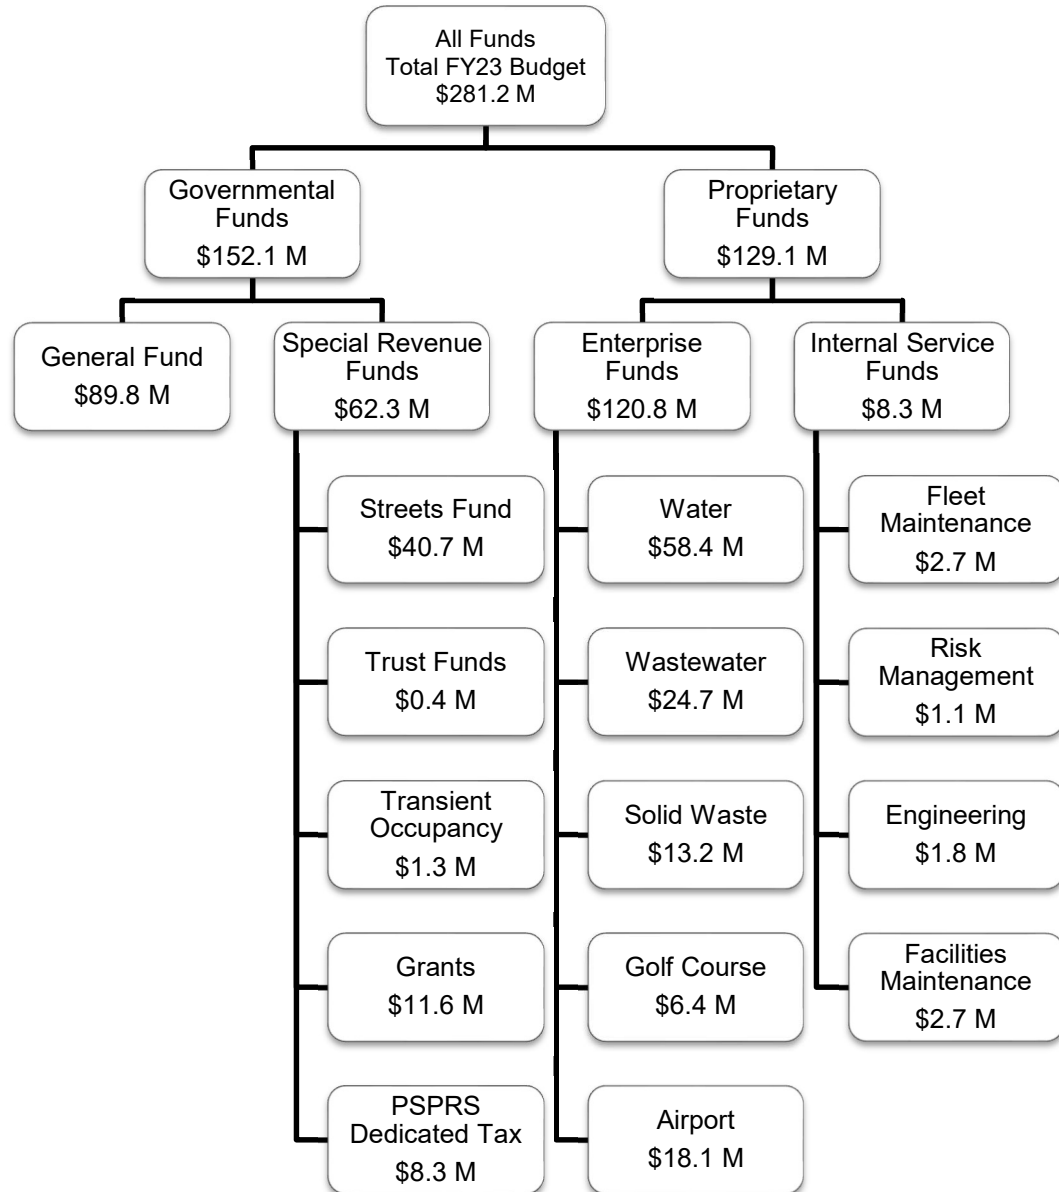 All Funds
Total FY23 Budget
$281.2 M
Governmental
Funds
$152.1 M
Proprietary
Funds
$129.1 M
General Fund
$89.8 M
Special Revenue
Funds
$62.3 M
Enterprise
Funds
$120.8 M
Internal Service
Funds
$8.3 M
Streets Fund
$40.7 M
Trust Funds
$0.4 M
Transient
Occupancy
$1.3 M
Grants
$11.6 M
PSPRS
Dedicated Tax
$8.3 M
Water
$58.4 M
Wastewater
$24.7 M
Solid Waste
$13.2 M
Golf Course
$6.4 M
Airport
$18.1 M
Fleet
Maintenance
$2.7 M
Risk
Management
$1.1 M
Engineering
$1.8 M
Facilities
Maintenance
$2.7 M